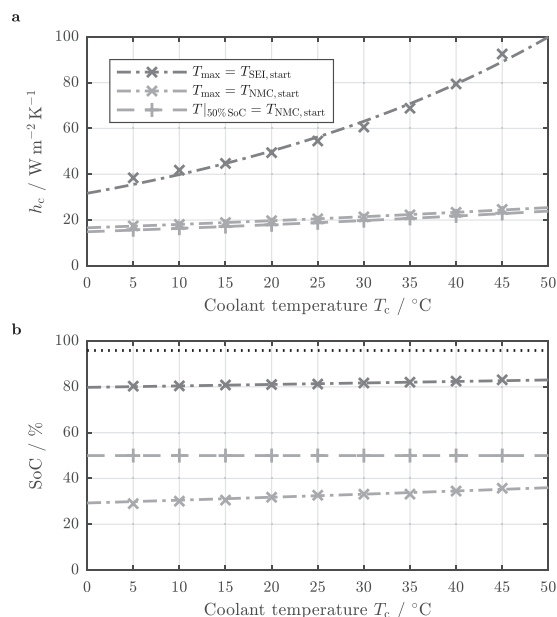 a
100
80
60
40
20
0
h_c / W m⁻² K⁻¹
T_max = T_SEI,start
T_max = T_NMC,start
T|_50% SoC = T_NMC,start
0 5 10 15 20 25 30 35 40 45 50
Coolant temperature T_c / °C
b
100
80
60
40
20
0
SoC / %
0 5 10 15 20 25 30 35 40 45 50
Coolant temperature T_c / °C